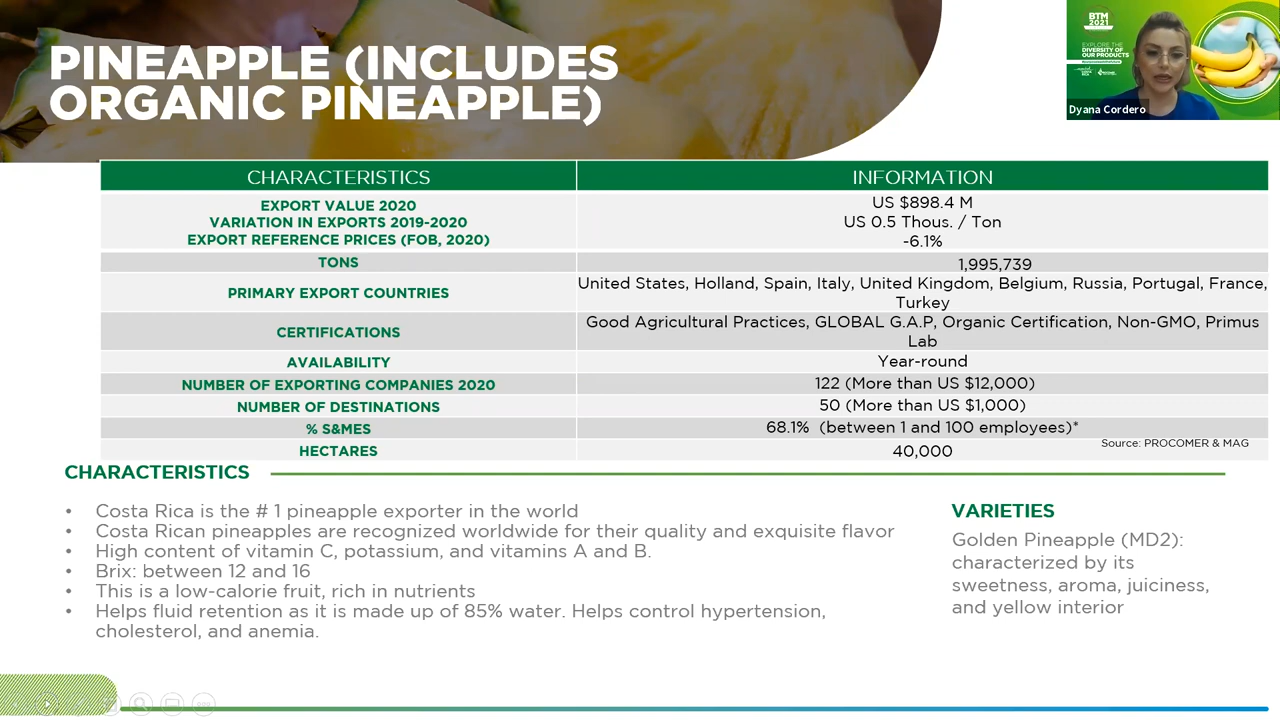 PINEAPPLE (INCLUDES
ORGANIC PINEAPPLE)
BTM
2021
EXPLORE THE
DIVERSITY OF
OUR PRODUCTS
Dyana Cordero
CHARACTERISTICS
INFORMATION
EXPORT VALUE 2020
VARIATION IN EXPORTS 2019-2020
EXPORT REFERENCE PRICES (FOB, 2020)
US $898.4 M
US 0.5 Thous. / Ton
-6.1%
TONS
1,995,739
PRIMARY EXPORT COUNTRIES
United States, Holland, Spain, Italy, United Kingdom, Belgium, Russia, Portugal, France,
Turkey
CERTIFICATIONS
Good Agricultural Practices, GLOBAL G.A.P, Organic Certification, Non-GMO, Primus
Lab
AVAILABILITY
Year-round
NUMBER OF EXPORTING COMPANIES 2020
122 (More than US $12,000)
NUMBER OF DESTINATIONS
50 (More than US $1,000)
% S&MES
68.1% (between 1 and 100 employees)*
HECTARES
40,000
Source: PROCOMER & MAG
CHARACTERISTICS
• Costa Rica is the # 1 pineapple exporter in the world
• Costa Rican pineapples are recognized worldwide for their quality and exquisite flavor
• High content of vitamin C, potassium, and vitamins A and B.
• Brix: between 12 and 16
• This is a low-calorie fruit, rich in nutrients
• Helps fluid retention as it is made up of 85% water. Helps control hypertension,
cholesterol, and anemia.
VARIETIES
Golden Pineapple (MD2):
characterized by its
sweetness, aroma, juiciness,
and yellow interior